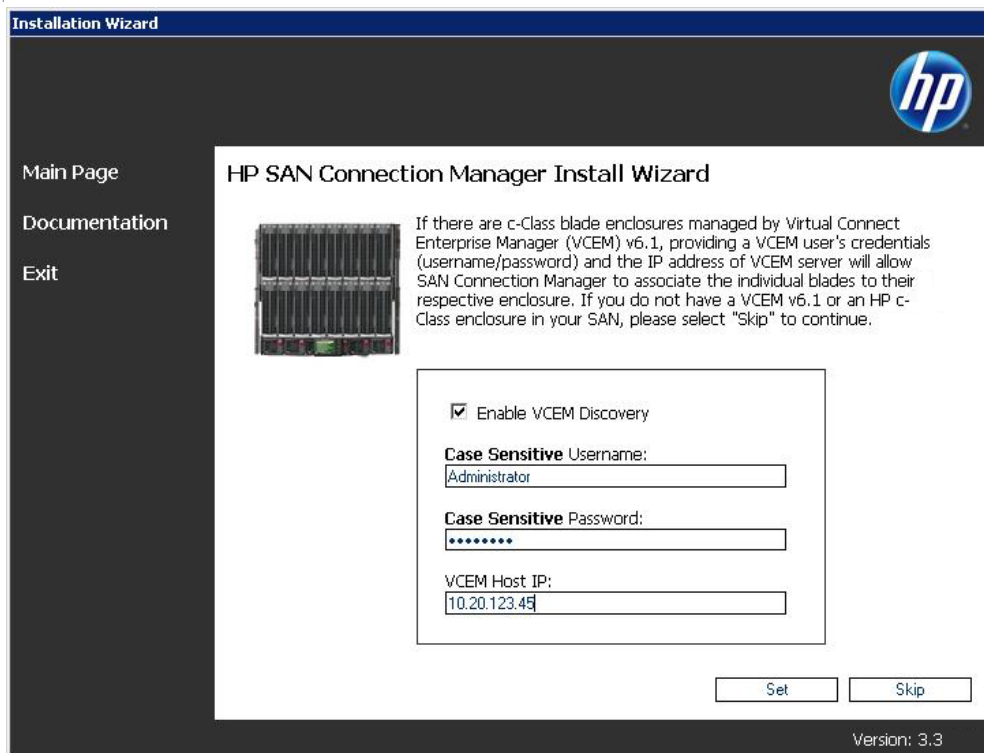 Installation Wizard
hp
Main Page
Documentation
Exit
HP SAN Connection Manager Install Wizard
If there are c-Class blade enclosures managed by Virtual Connect
Enterprise Manager (VCEM) v6.1, providing a VCEM user's credentials
(username/password) and the IP address of VCEM server will allow
SAN Connection Manager to associate the individual blades to their
respective enclosure. If you do not have a VCEM v6.1 or an HP c-
Class enclosure in your SAN, please select "Skip" to continue.
Enable VCEM Discovery
Case Sensitive Username:
Administrator
Case Sensitive Password:
••••••••
VCEM Host IP:
10.20.123.45
Set
Skip
Version: 3.3